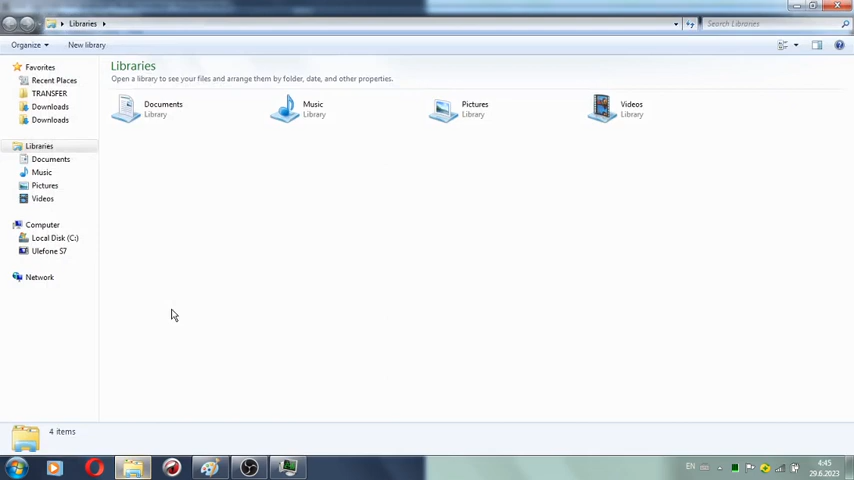 Libraries
Search Libraries
Organize
New library
Favorites
Recent Places
TRANSFER
Downloads
Downloads
Libraries
Documents
Music
Pictures
Videos
Computer
Local Disk (C:)
Ulefone S7
Network
Libraries
Open a library to see your files and arrange them by folder, date, and other properties.
Documents
Library
Music
Library
Pictures
Library
Videos
Library
4 items
EN
4:45
29.6.2023